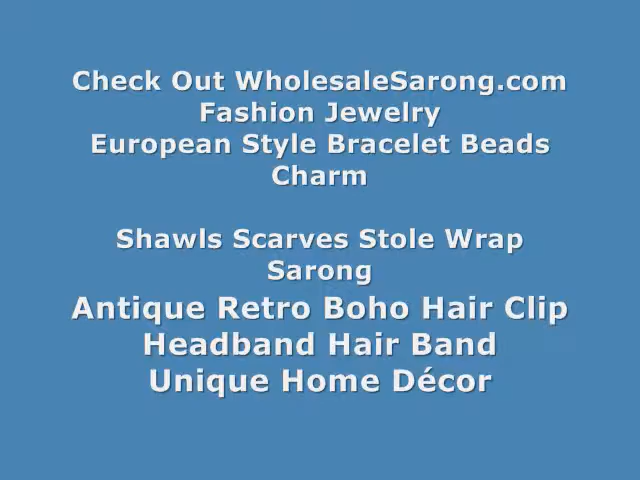 Check Out WholesaleSarong.com
Fashion Jewelry
European Style Bracelet Beads
Charm
Shawls Scarves Stole Wrap
Sarong
Antique Retro Boho Hair Clip
Headband Hair Band
Unique Home Décor